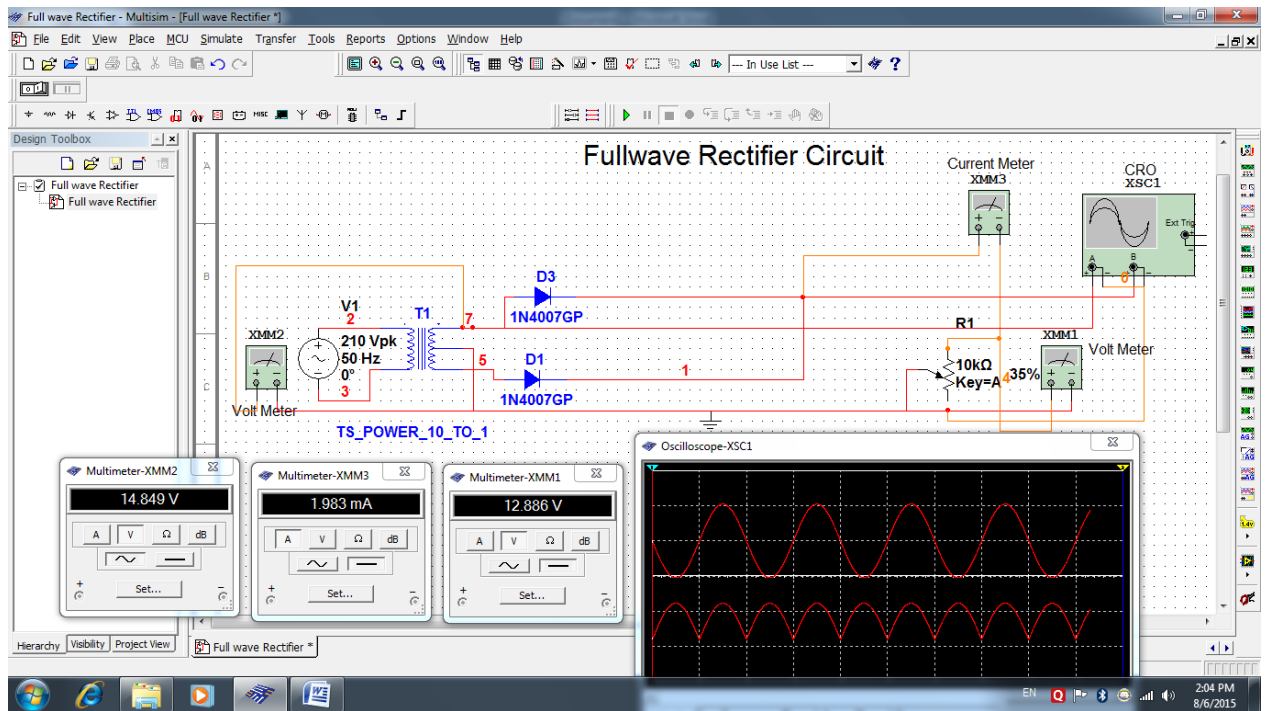 Full wave Rectifier - Multisim - [Full wave Rectifier *]
File Edit View Place MCU Simulate Transfer Tools Reports Options Window Help
--- In Use List ---
Design Toolbox
Full wave Rectifier
Full wave Rectifier
A
B
C
Fullwave Rectifier Circuit
Current Meter
XMM3
CRO
XSC1
Ext Trig
A B
6
D3
1N4007GP
V1
2
T1
7
R1
XMM2
210 Vpk
50 Hz
0°
3
5
D1
1N4007GP
1
10kΩ
Key=A
4
35%
XMM1
Volt Meter
Volt Meter
TS_POWER_10_TO_1
Multimeter-XMM2
14.849 V
A V Ω dB
+ Set... -
Multimeter-XMM3
1.983 mA
A V Ω dB
+ Set... -
Multimeter-XMM1
12.886 V
A V Ω dB
+ Set... -
Oscilloscope-XSC1
Hierarchy Visibility Project View
Full wave Rectifier *
EN
2:04 PM
8/6/2015